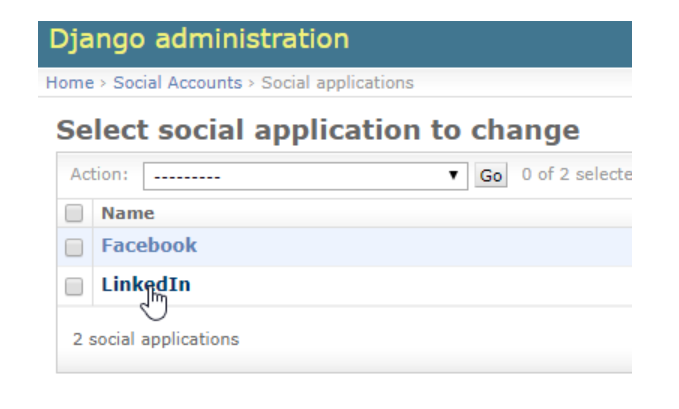 Django administration
Home › Social Accounts › Social applications
Select social application to change
Action: --------- Go 0 of 2 selecte
Name
Facebook
LinkedIn
2 social applications